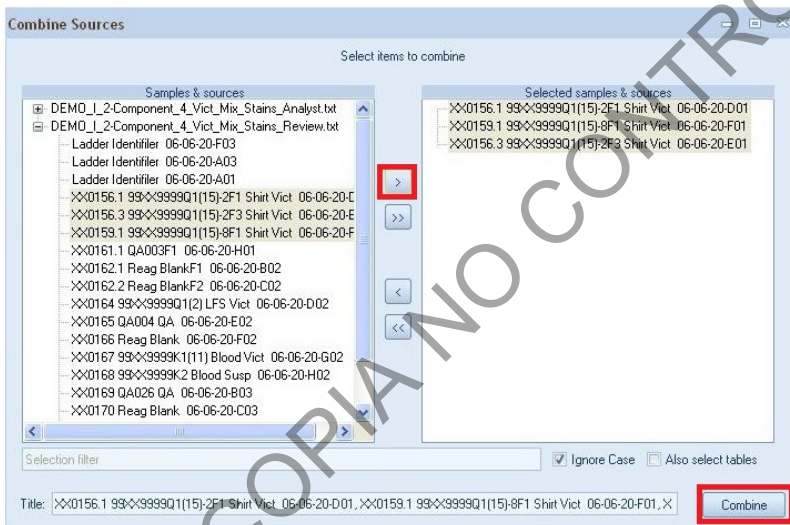 Combine Sources
Select items to combine
Samples & sources
DEMO_I_2-Component_4_Vict_Mix_Stains_Analyst.txt
DEMO_I_2-Component_4_Vict_Mix_Stains_Review.txt
Ladder Identifiler 06-06-20-F03
Ladder Identifiler 06-06-20-A03
Ladder Identifiler 06-06-20-A01
XX0156.1 99XX9999Q1(15)-2F1 Shirt Vict 06-06-20-D
XX0156.3 99XX9999Q1(15)-2F3 Shirt Vict 06-06-20-E
XX0159.1 99XX9999Q1(15)-8F1 Shirt Vict 06-06-20-F
XX0161.1 QA003F1 06-06-20-H01
XX0162.1 Reag BlankF1 06-06-20-B02
XX0162.2 Reag BlankF2 06-06-20-C02
XX0164 99XX9999Q1(2) LFS Vict 06-06-20-D02
XX0165 QA004 QA 06-06-20-E02
XX0166 Reag Blank 06-06-20-F02
XX0167 99XX9999K1(11) Blood Vict 06-06-20-G02
XX0168 99XX9999K2 Blood Susp 06-06-20-H02
XX0169 QA026 QA 06-06-20-B03
XX0170 Reag Blank 06-06-20-C03
>
>>
<
<<
Selected samples & sources
XX0156.1 99XX9999Q1(15)-2F1 Shirt Vict 06-06-20-D01
XX0159.1 99XX9999Q1(15)-8F1 Shirt Vict 06-06-20-F01
XX0156.3 99XX9999Q1(15)-2F3 Shirt Vict 06-06-20-E01
Selection filter
Ignore Case
Also select tables
Title: XX0156.1 99XX9999Q1(15)-2F1 Shirt Vict 06-06-20-D01, XX0159.1 99XX9999Q1(15)-8F1 Shirt Vict 06-06-20-F01, X
Combine
COPIA NO CONTRO